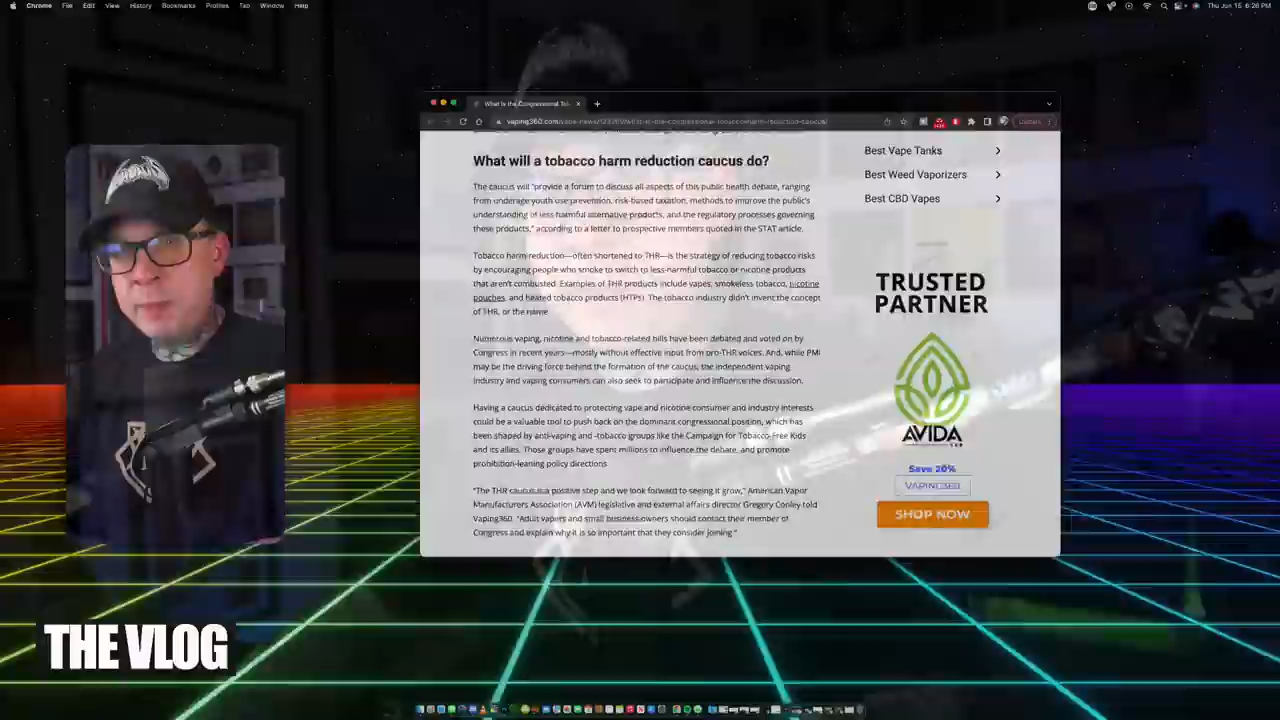 Chrome File Edit View History Bookmarks Profiles Tab Window Help
Thu Jun 15 6:26 PM
What Is the Congressional To
What will a tobacco harm reduction caucus do?
The caucus will "provide a forum to discuss all aspects of this public health debate, ranging
from underage youth use prevention, risk-based taxation, methods to improve the public's
understanding of less harmful alternative products, and the regulatory processes governing
these products," according to a letter to prospective members quoted in the STAT article.
Tobacco harm reduction—often shortened to THR—is the strategy of reducing tobacco risks
by encouraging people who smoke to switch to less-harmful tobacco or nicotine products
that aren't combusted. Examples of THR products include vapes, smokeless tobacco, nicotine
pouches, and heated tobacco products (HTPs). The tobacco industry didn't invent the concept
of THR, or the name
Numerous vaping, nicotine and tobacco-related bills have been debated and voted on by
Congress in recent years—mostly without effective input from pro-THR voices. And, while PMI
may be the driving force behind the formation of the caucus, the independent vaping
industry and vaping consumers can also seek to participate and influence the discussion.
Having a caucus dedicated to protecting vape and nicotine consumer and industry interests
could be a valuable tool to push back on the dominant congressional position, which has
been shaped by anti-vaping and -tobacco groups like the Campaign for Tobacco-Free Kids
and its allies. Those groups have spent millions to influence the debate, and promote
prohibition-leaning policy directions
"The THR caucus is a positive step and we look forward to seeing it grow," American Vapor
Manufacturers Association (AVM) legislative and external affairs director Gregory Conley told
Vaping360. "Adult vapers and small business owners should contact their member of
Congress and explain why it is so important that they consider joining."
Best Vape Tanks
Best Weed Vaporizers
Best CBD Vapes
TRUSTED
PARTNER
AVIDA
CBD
Save 20%
VAPING360
SHOP NOW
THE VLOG